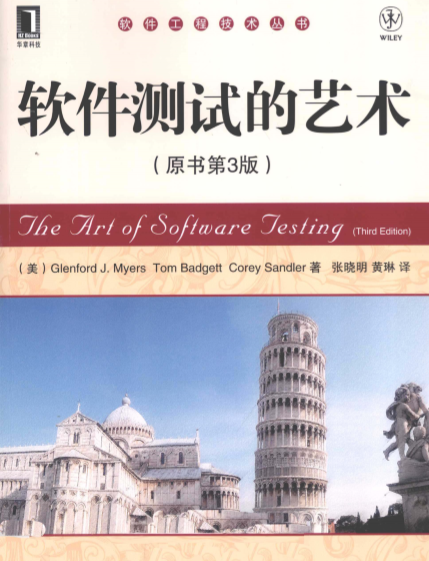 软件工程技术丛书
HZ Books
华章科技
WILEY
软件测试的艺术
（原书第3版）
The Art of Software Testing (Third Edition)
（美）Glenford J. Myers Tom Badgett Corey Sandler 著 张晓明 黄琳 译